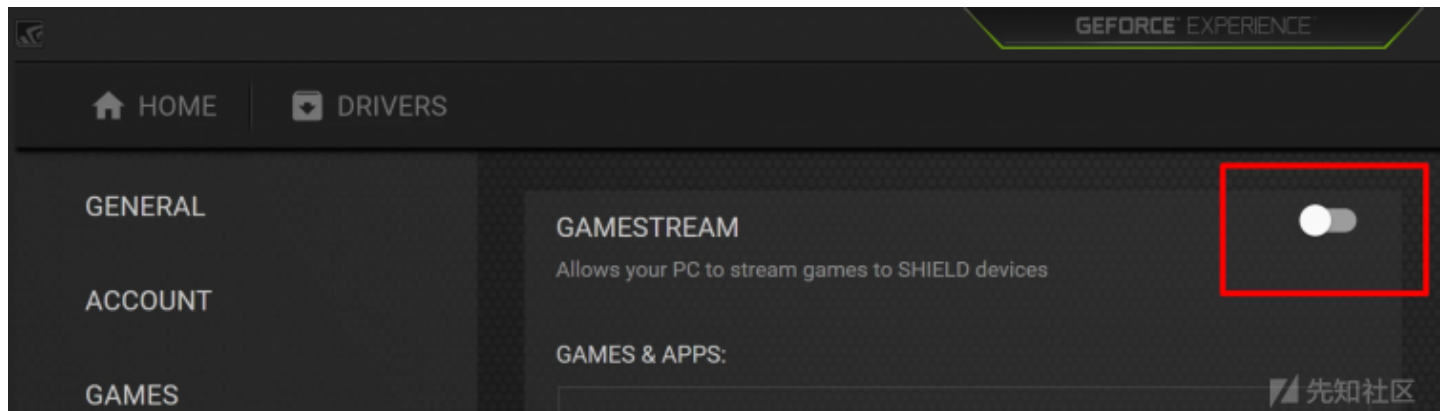 GEFORCE® EXPERIENCE™
HOME
DRIVERS
GENERAL
ACCOUNT
GAMES
GAMESTREAM
Allows your PC to stream games to SHIELD devices
GAMES & APPS:
先知社区